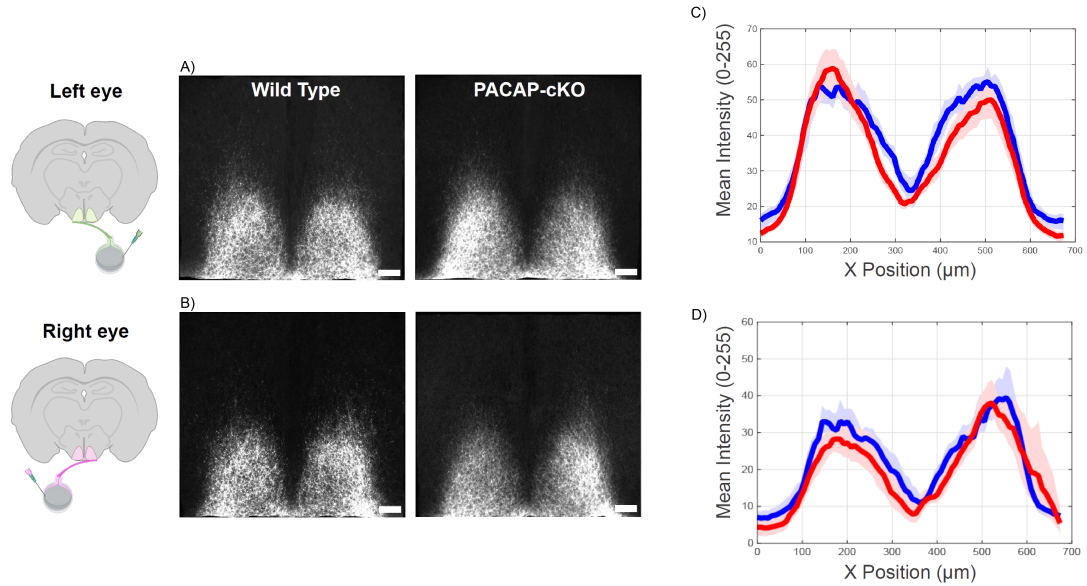 Left eye
A)
Wild Type
PACAP-cKO
Right eye
B)
C)
Mean Intensity (0-255)
70
60
50
40
30
20
10
0
100
200
300
400
500
600
700
X Position (µm)
D)
Mean Intensity (0-255)
60
50
40
30
20
10
0
0
100
200
300
400
500
600
700
X Position (µm)